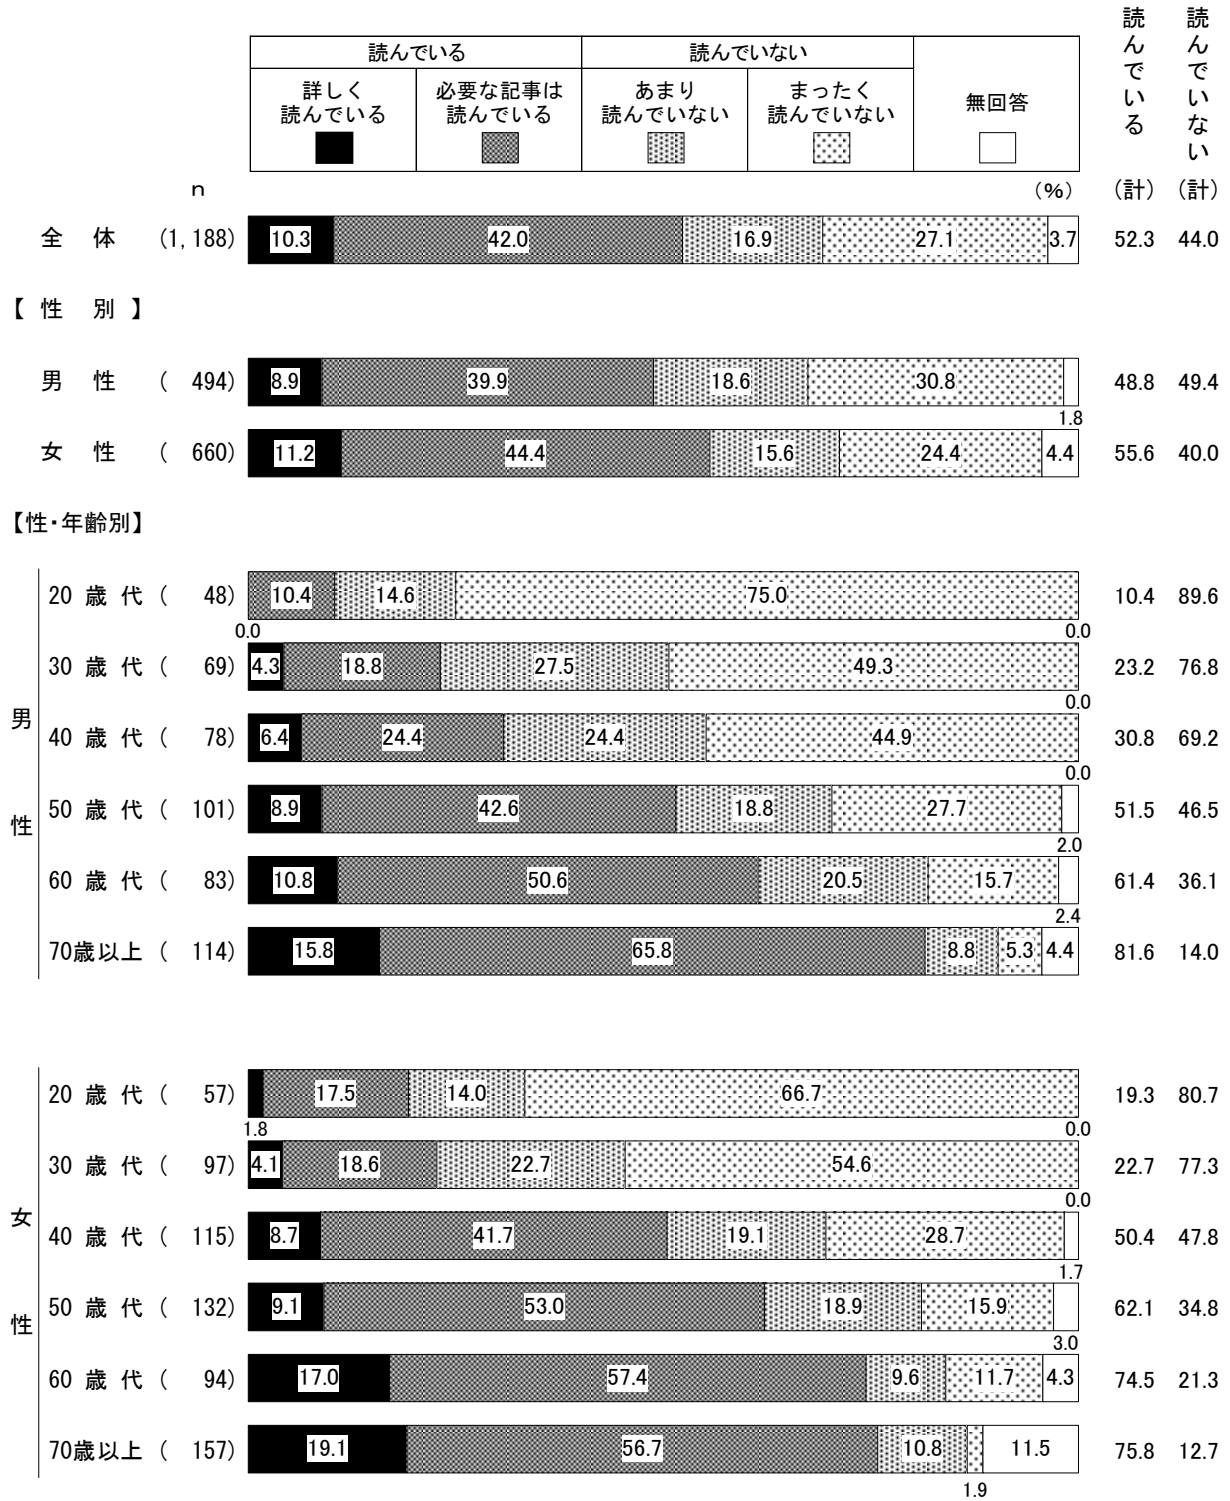 読んでいる 読んでいない
詳しく
読んでいる
必要な記事は
読んでいる
あまり
読んでいない
まったく
読んでいない
無回答
読んでいる
読んでいない
n (%) (計) (計)
全 体 (1,188) 10.3 42.0 16.9 27.1 3.7 52.3 44.0
【 性 別 】
男 性 ( 494) 8.9 39.9 18.6 30.8 48.8 49.4
1.8
女 性 ( 660) 11.2 44.4 15.6 24.4 4.4 55.6 40.0
【性・年齢別】
男性
20 歳 代 ( 48) 10.4 14.6 75.0 10.4 89.6
0.0 0.0
30 歳 代 ( 69) 4.3 18.8 27.5 49.3 23.2 76.8
0.0
40 歳 代 ( 78) 6.4 24.4 24.4 44.9 30.8 69.2
0.0
50 歳 代 ( 101) 8.9 42.6 18.8 27.7 51.5 46.5
2.0
60 歳 代 ( 83) 10.8 50.6 20.5 15.7 61.4 36.1
2.4
70歳以上 ( 114) 15.8 65.8 8.8 5.3 4.4 81.6 14.0
女性
20 歳 代 ( 57) 17.5 14.0 66.7 19.3 80.7
1.8 0.0
30 歳 代 ( 97) 4.1 18.6 22.7 54.6 22.7 77.3
0.0
40 歳 代 ( 115) 8.7 41.7 19.1 28.7 50.4 47.8
1.7
50 歳 代 ( 132) 9.1 53.0 18.9 15.9 62.1 34.8
3.0
60 歳 代 ( 94) 17.0 57.4 9.6 11.7 4.3 74.5 21.3
70歳以上 ( 157) 19.1 56.7 10.8 11.5 75.8 12.7
1.9